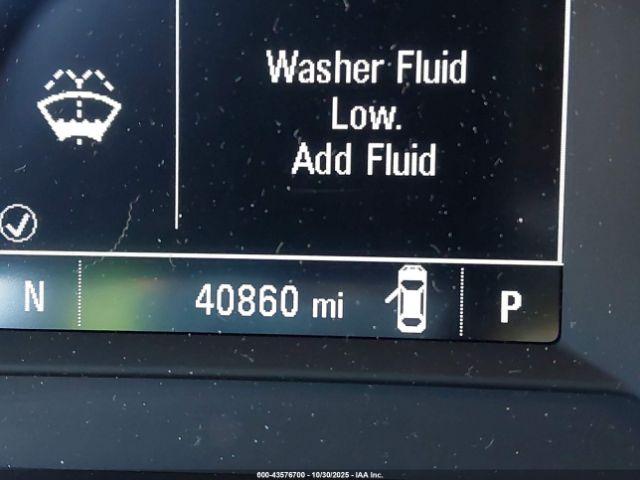 Washer Fluid
Low.
Add Fluid
N 40860 mi P
600-43576700 - 10/30/2025 - IAA Inc.